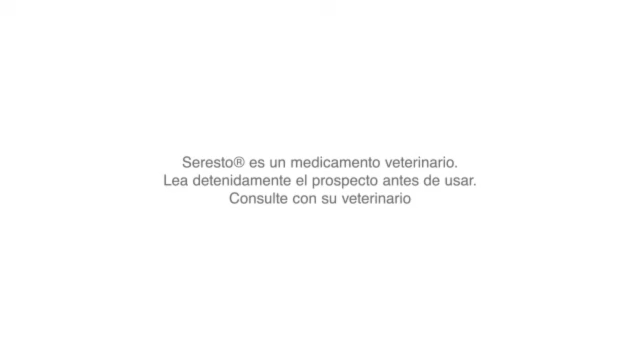 Seresto® es un medicamento veterinario.
Lea detenidamente el prospecto antes de usar.
Consulte con su veterinario